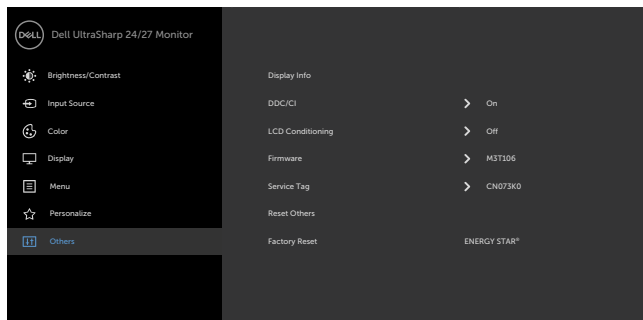 DELL Dell UltraSharp 24/27 Monitor
Brightness/Contrast Display Info
Input Source DDC/CI On
Color LCD Conditioning Off
Display Firmware M3T106
Menu Service Tag CN073K0
Personalize Reset Others
Others Factory Reset ENERGY STAR®